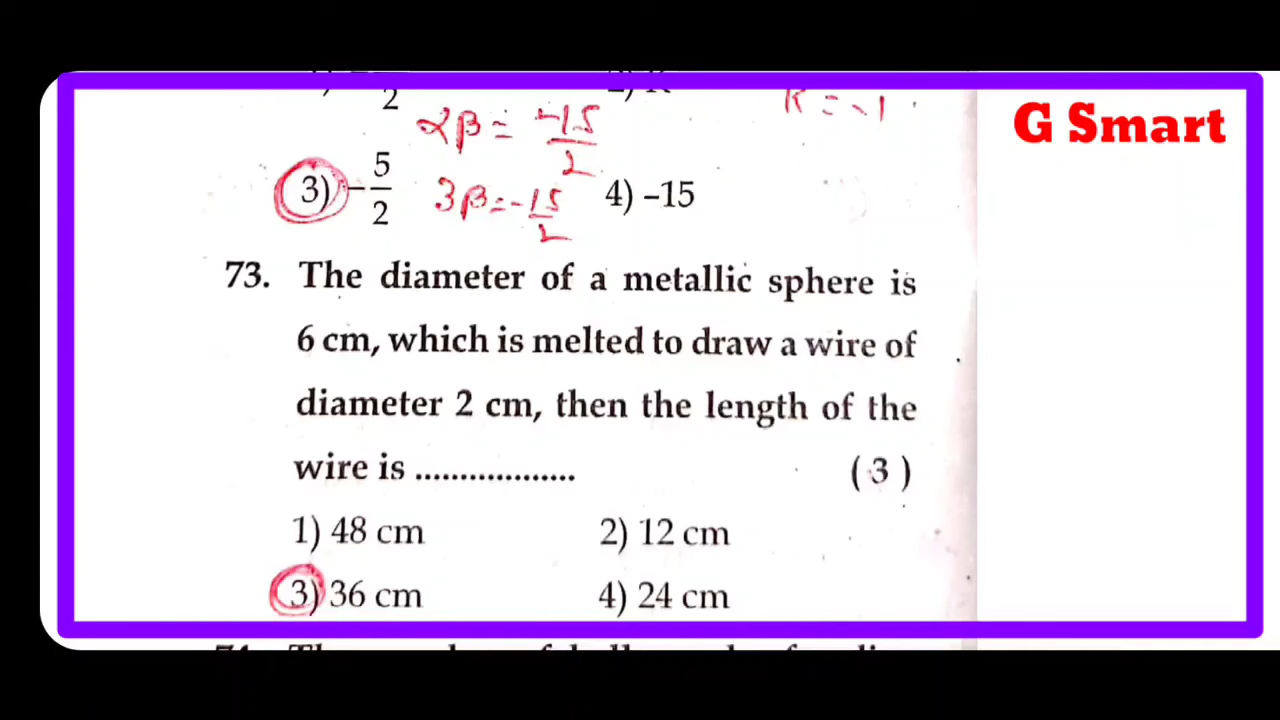 2
αβ = -15/2
K = -1
G Smart
3) -5/2
3β = -15/2
4) –15
73. The diameter of a metallic sphere is
6 cm, which is melted to draw a wire of
diameter 2 cm, then the length of the
wire is ..................
(3)
1) 48 cm
2) 12 cm
3) 36 cm
4) 24 cm